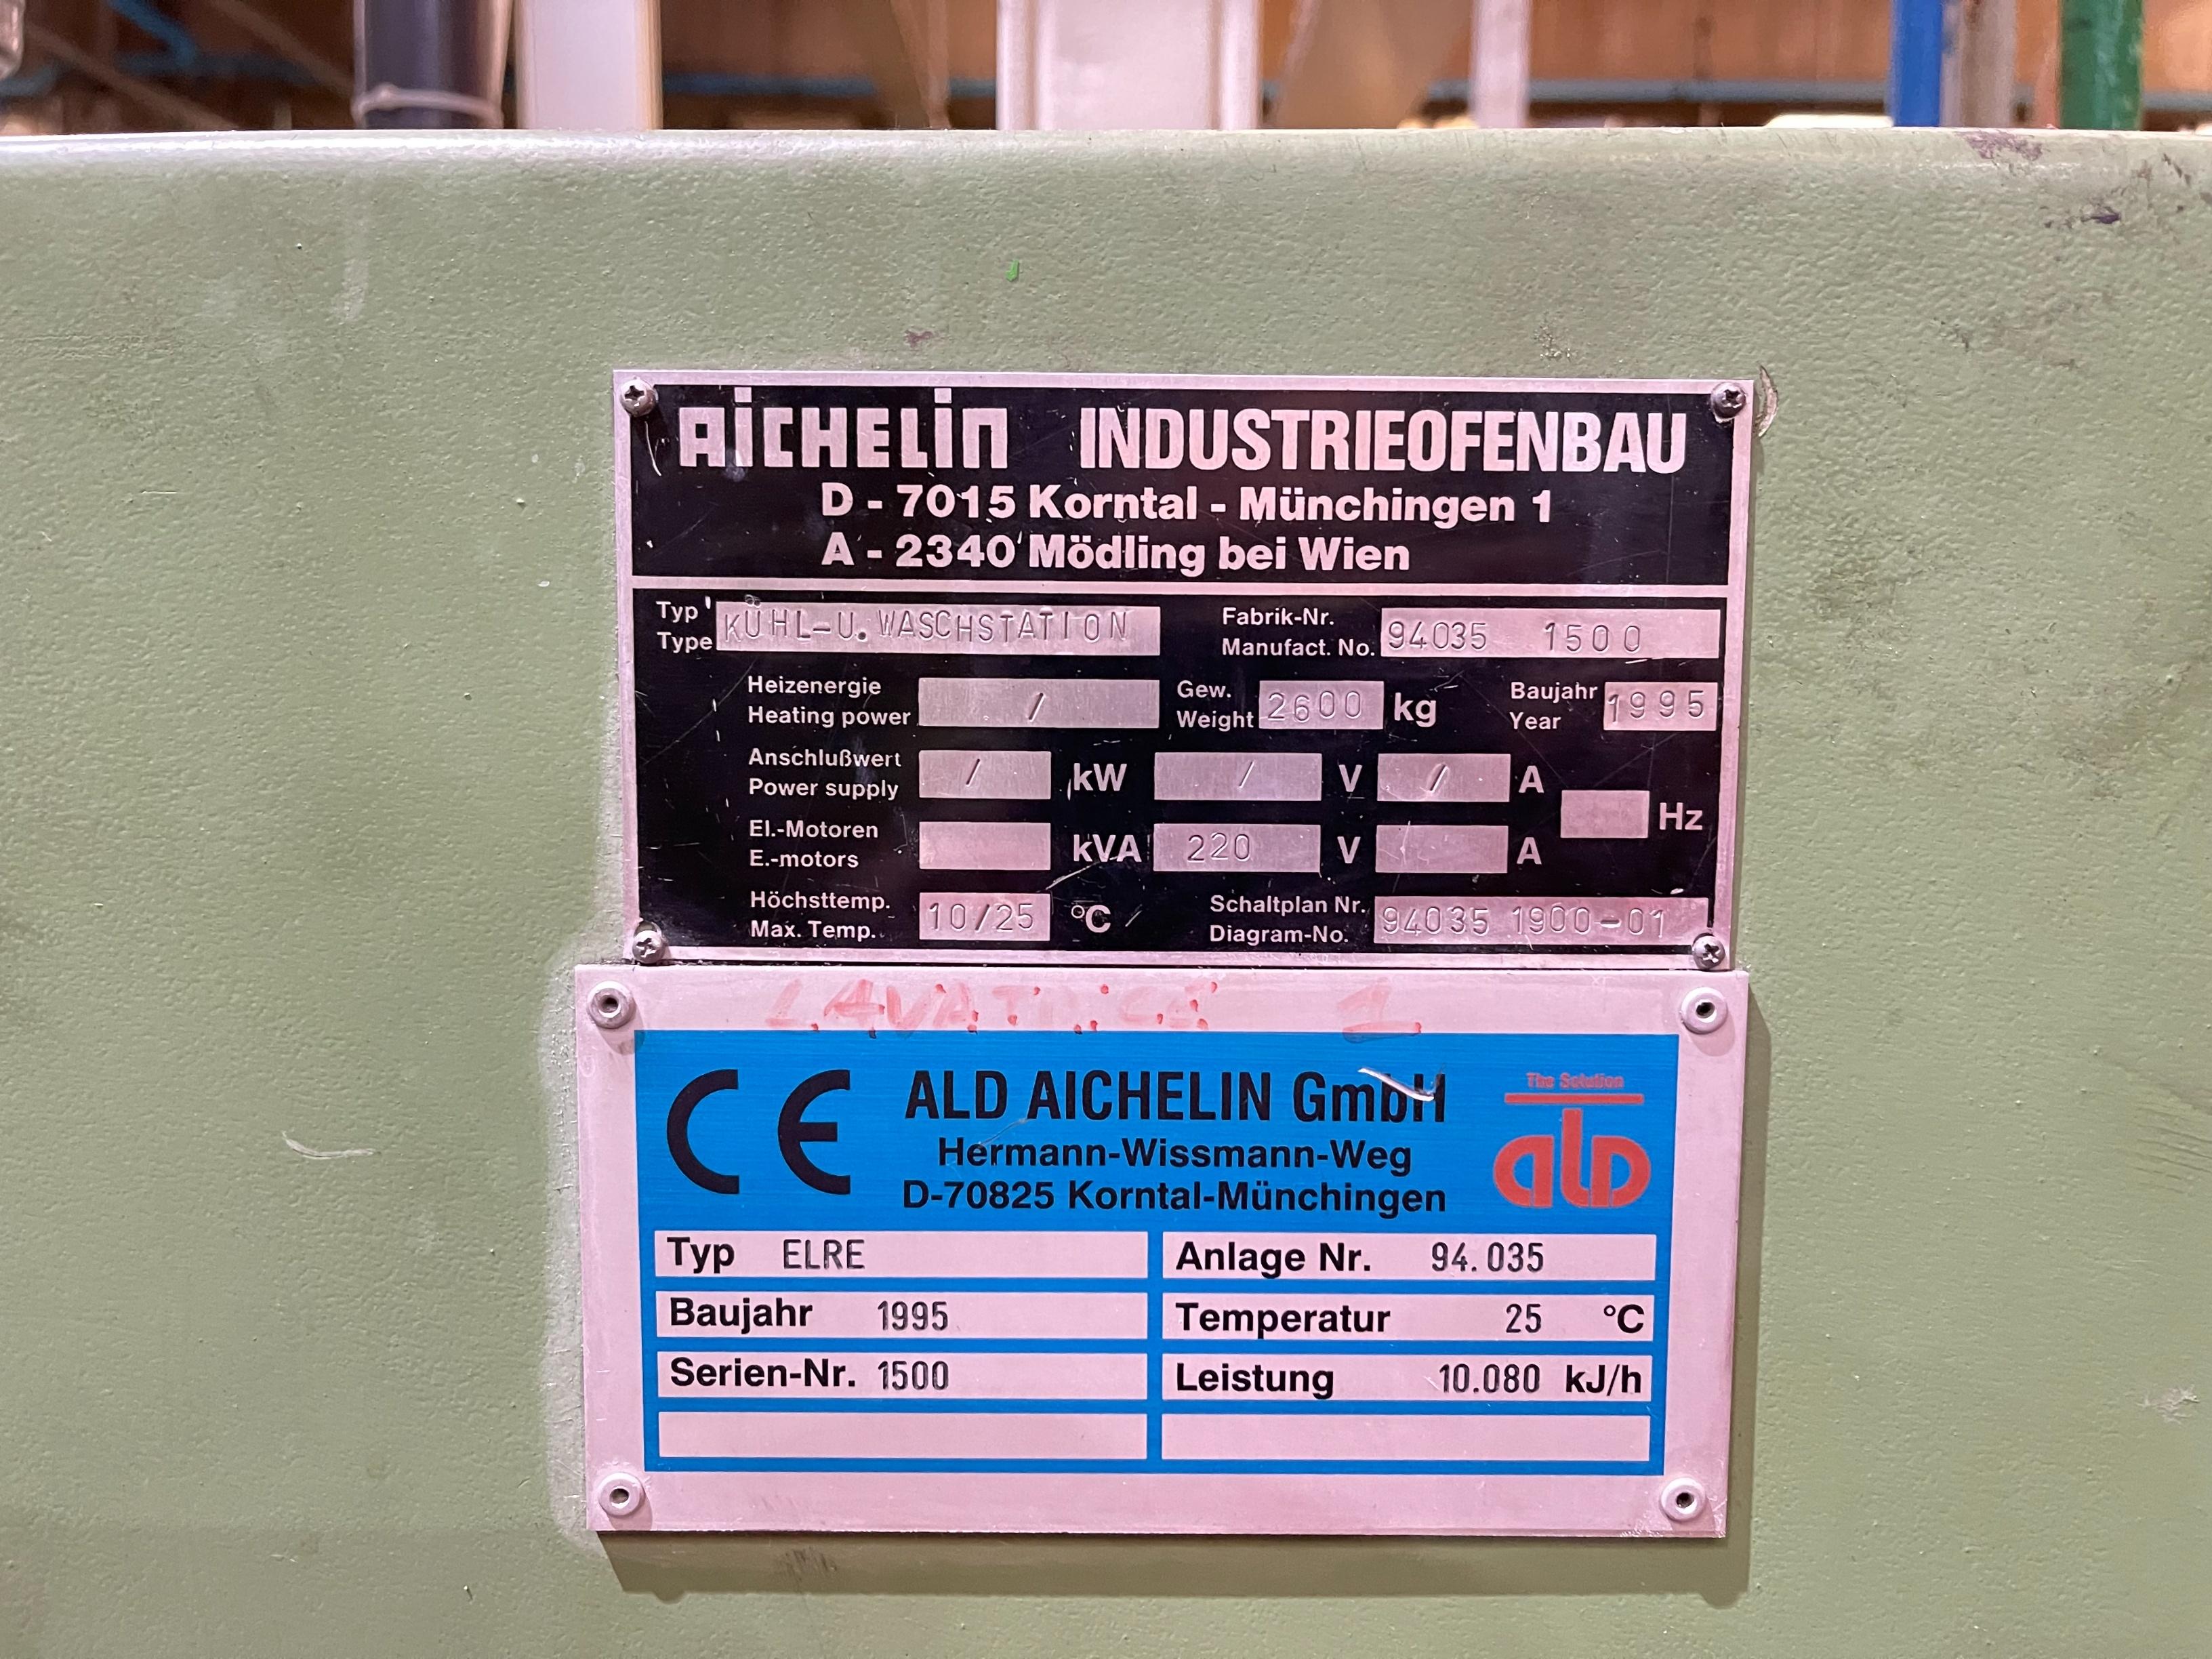 AICHELIN INDUSTRIEOFENBAU
D - 7015 Korntal - Münchingen 1
A - 2340 Mödling bei Wien
Typ
Type KÜHL-U. WASCHSTATION
Fabrik-Nr.
Manufact. No. 94035 1500
Heizenergie
Heating power /
Gew.
Weight 2600 kg
Baujahr
Year 1995
Anschlußwert
Power supply / kW / V / A
Hz
El.-Motoren
E.-motors kVA 220 V A
Höchsttemp.
Max. Temp. 10/25 °C
Schaltplan Nr.
Diagram-No. 94035 1900-01
LAVATRICE 1
CE
ALD AICHELIN GmbH
Hermann-Wissmann-Weg
D-70825 Korntal-Münchingen
The Solution
ALD
Typ ELRE
Anlage Nr. 94.035
Baujahr 1995
Temperatur 25 °C
Serien-Nr. 1500
Leistung 10.080 kJ/h